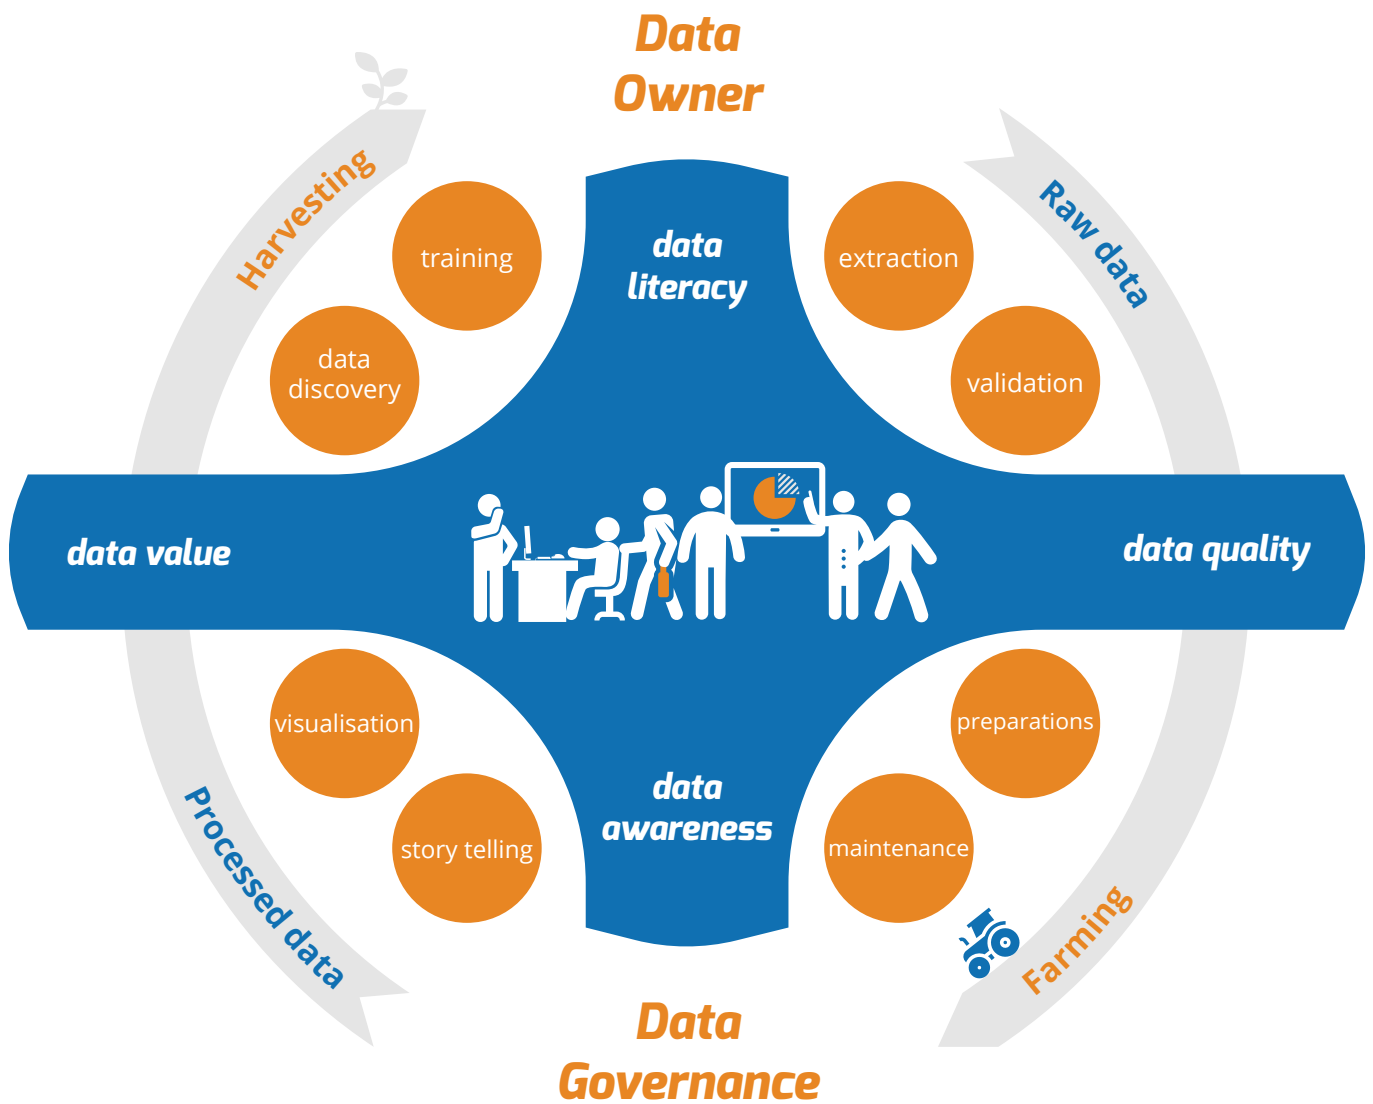 Data
Owner
Harvesting
Raw data
training
extraction
data
literacy
data
discovery
validation
data value
data quality
visualisation
preparations
data
awareness
story telling
maintenance
Processed data
Farming
Data
Governance